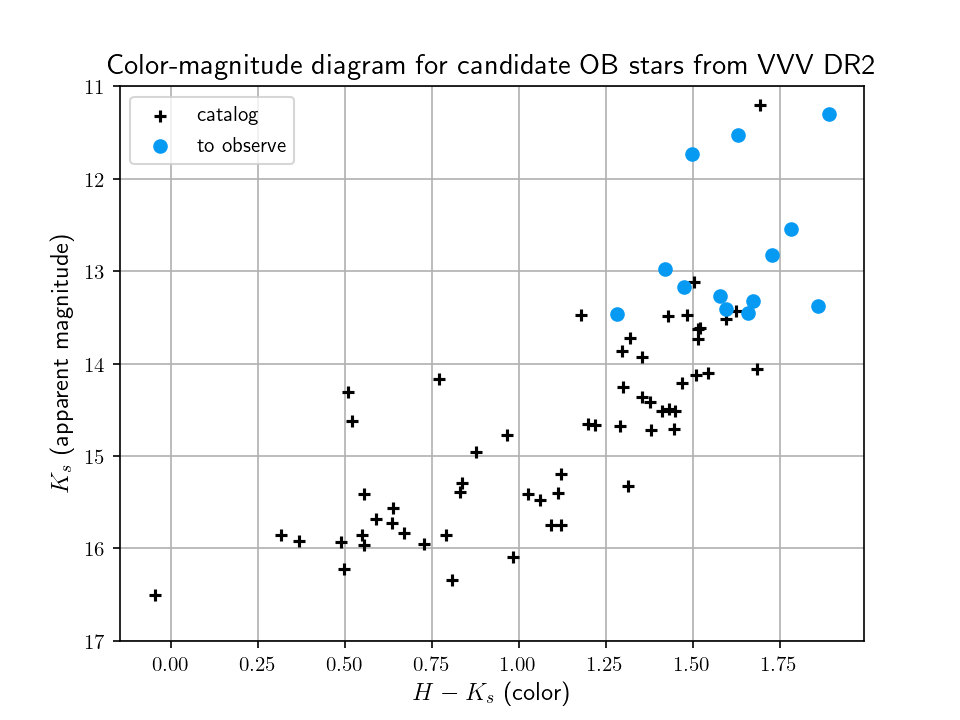 Color-magnitude diagram for candidate OB stars from VVV DR2
catalog
to observe
11
12
13
14
15
16
17
K_s (apparent magnitude)
0.00 0.25 0.50 0.75 1.00 1.25 1.50 1.75
H − K_s (color)